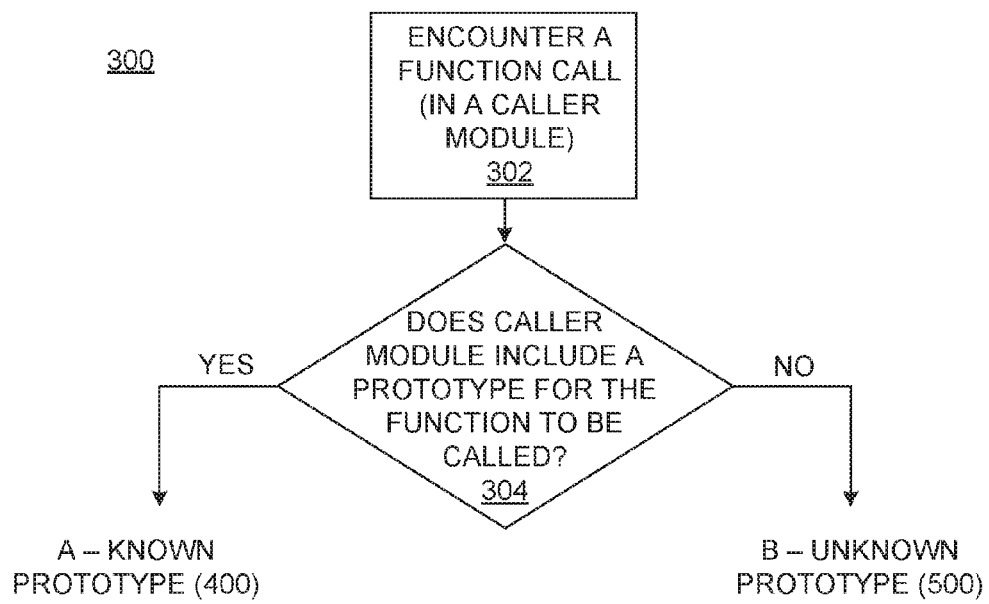 300
ENCOUNTER A
FUNCTION CALL
(IN A CALLER
MODULE)
302
DOES CALLER
MODULE INCLUDE A
PROTOTYPE FOR THE
FUNCTION TO BE
CALLED?
304
YES
NO
A – KNOWN
PROTOTYPE (400)
B – UNKNOWN
PROTOTYPE (500)